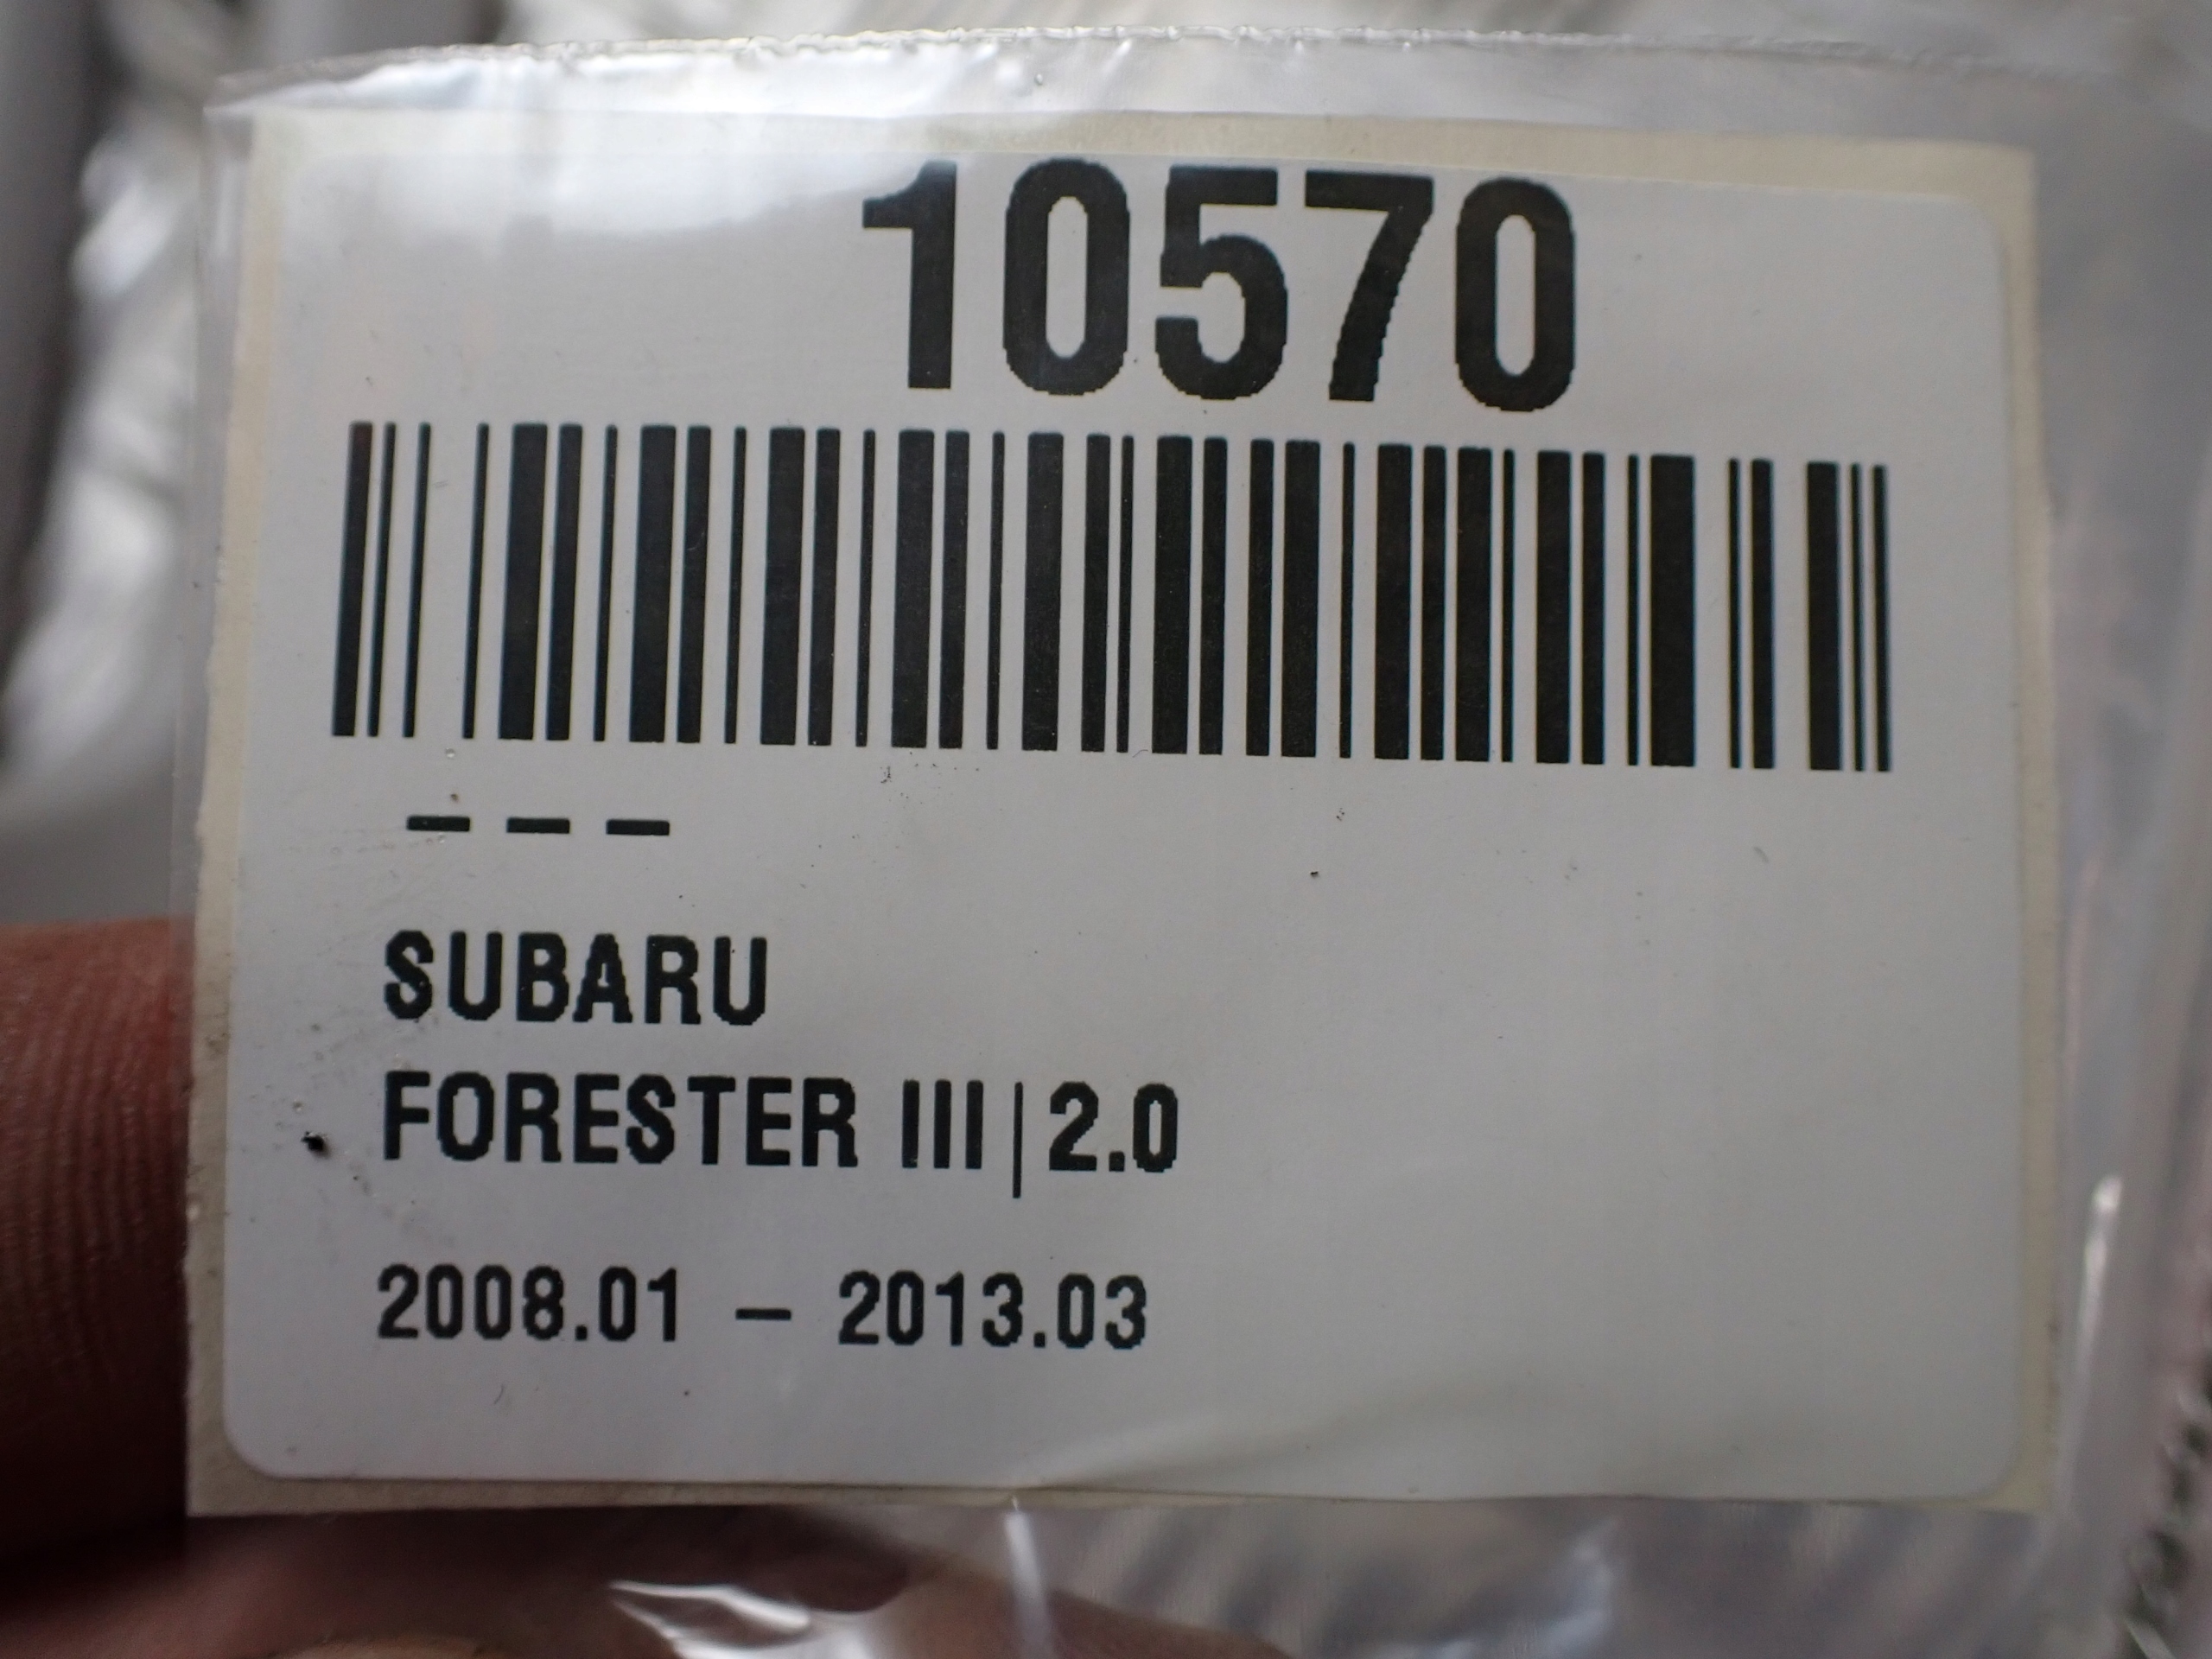 10570
– – –
SUBARU
FORESTER III|2.0
2008.01 – 2013.03